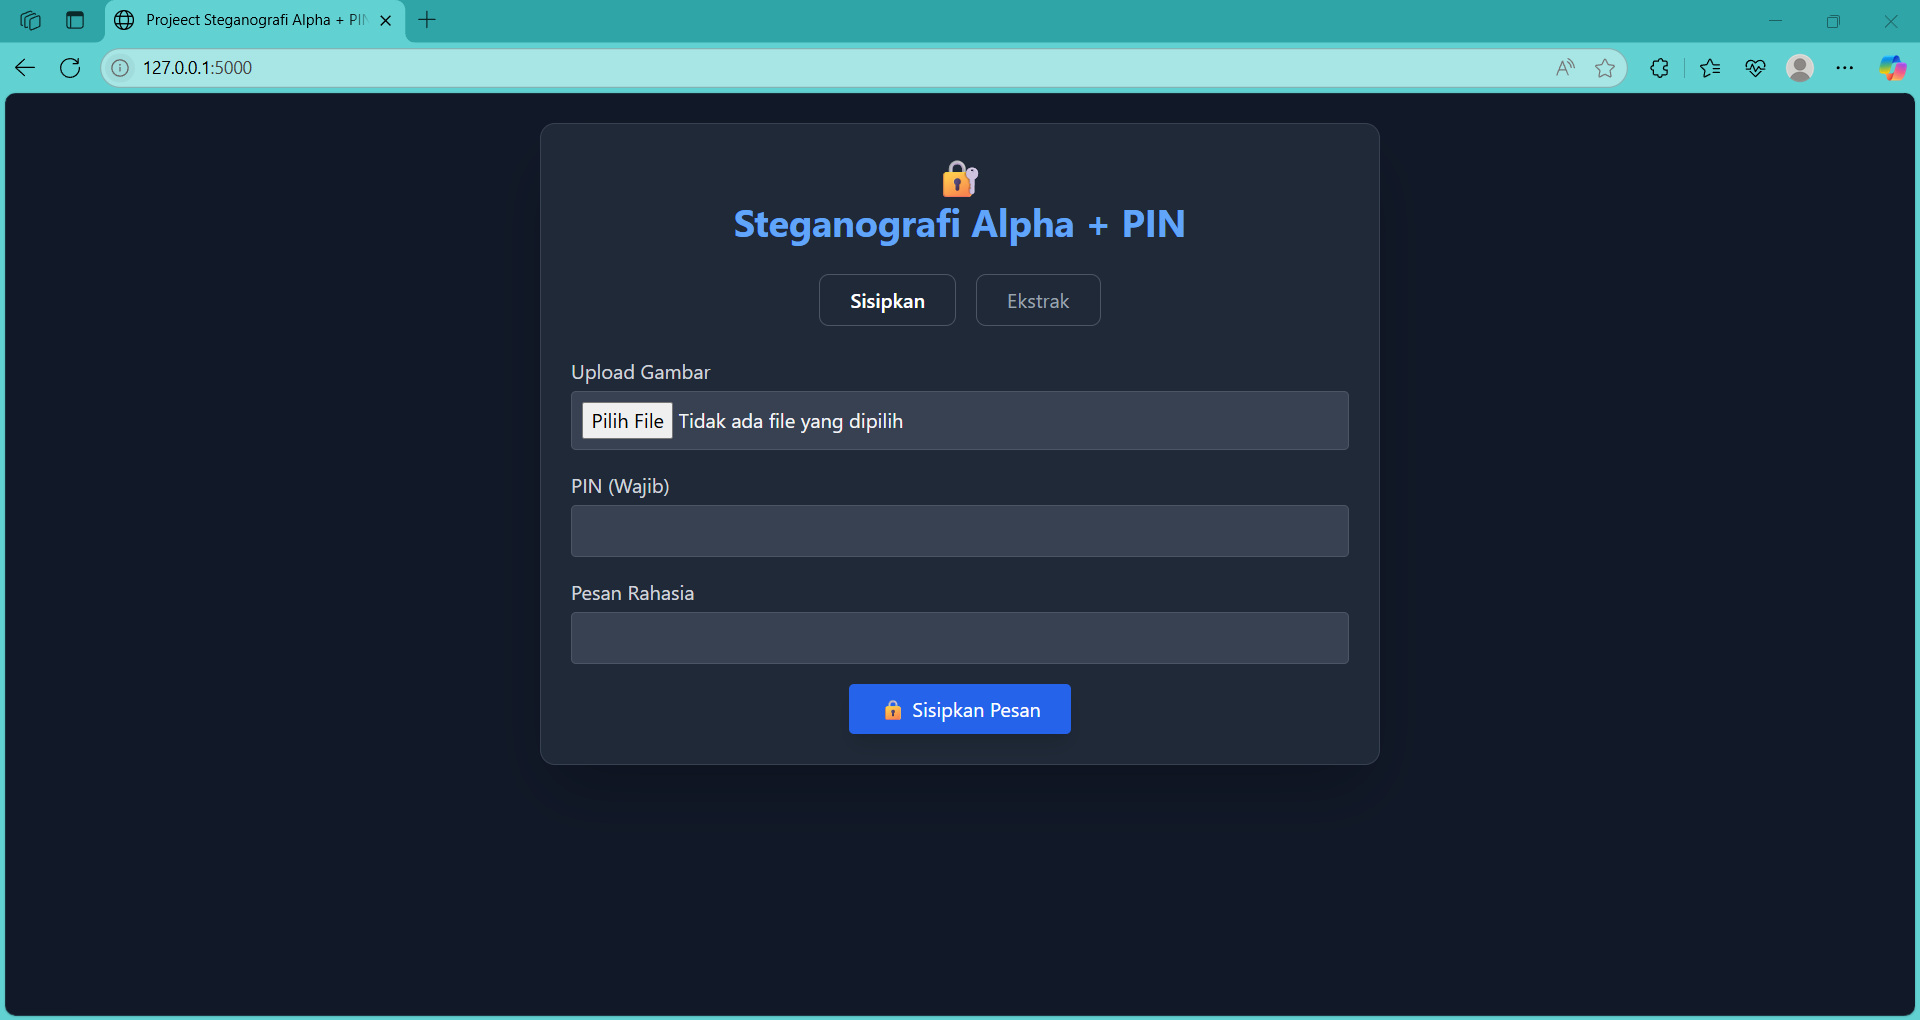 Projeect Steganografi Alpha + PIN
127.0.0.1:5000
Steganografi Alpha + PIN
Sisipkan
Ekstrak
Upload Gambar
Pilih File Tidak ada file yang dipilih
PIN (Wajib)
Pesan Rahasia
Sisipkan Pesan